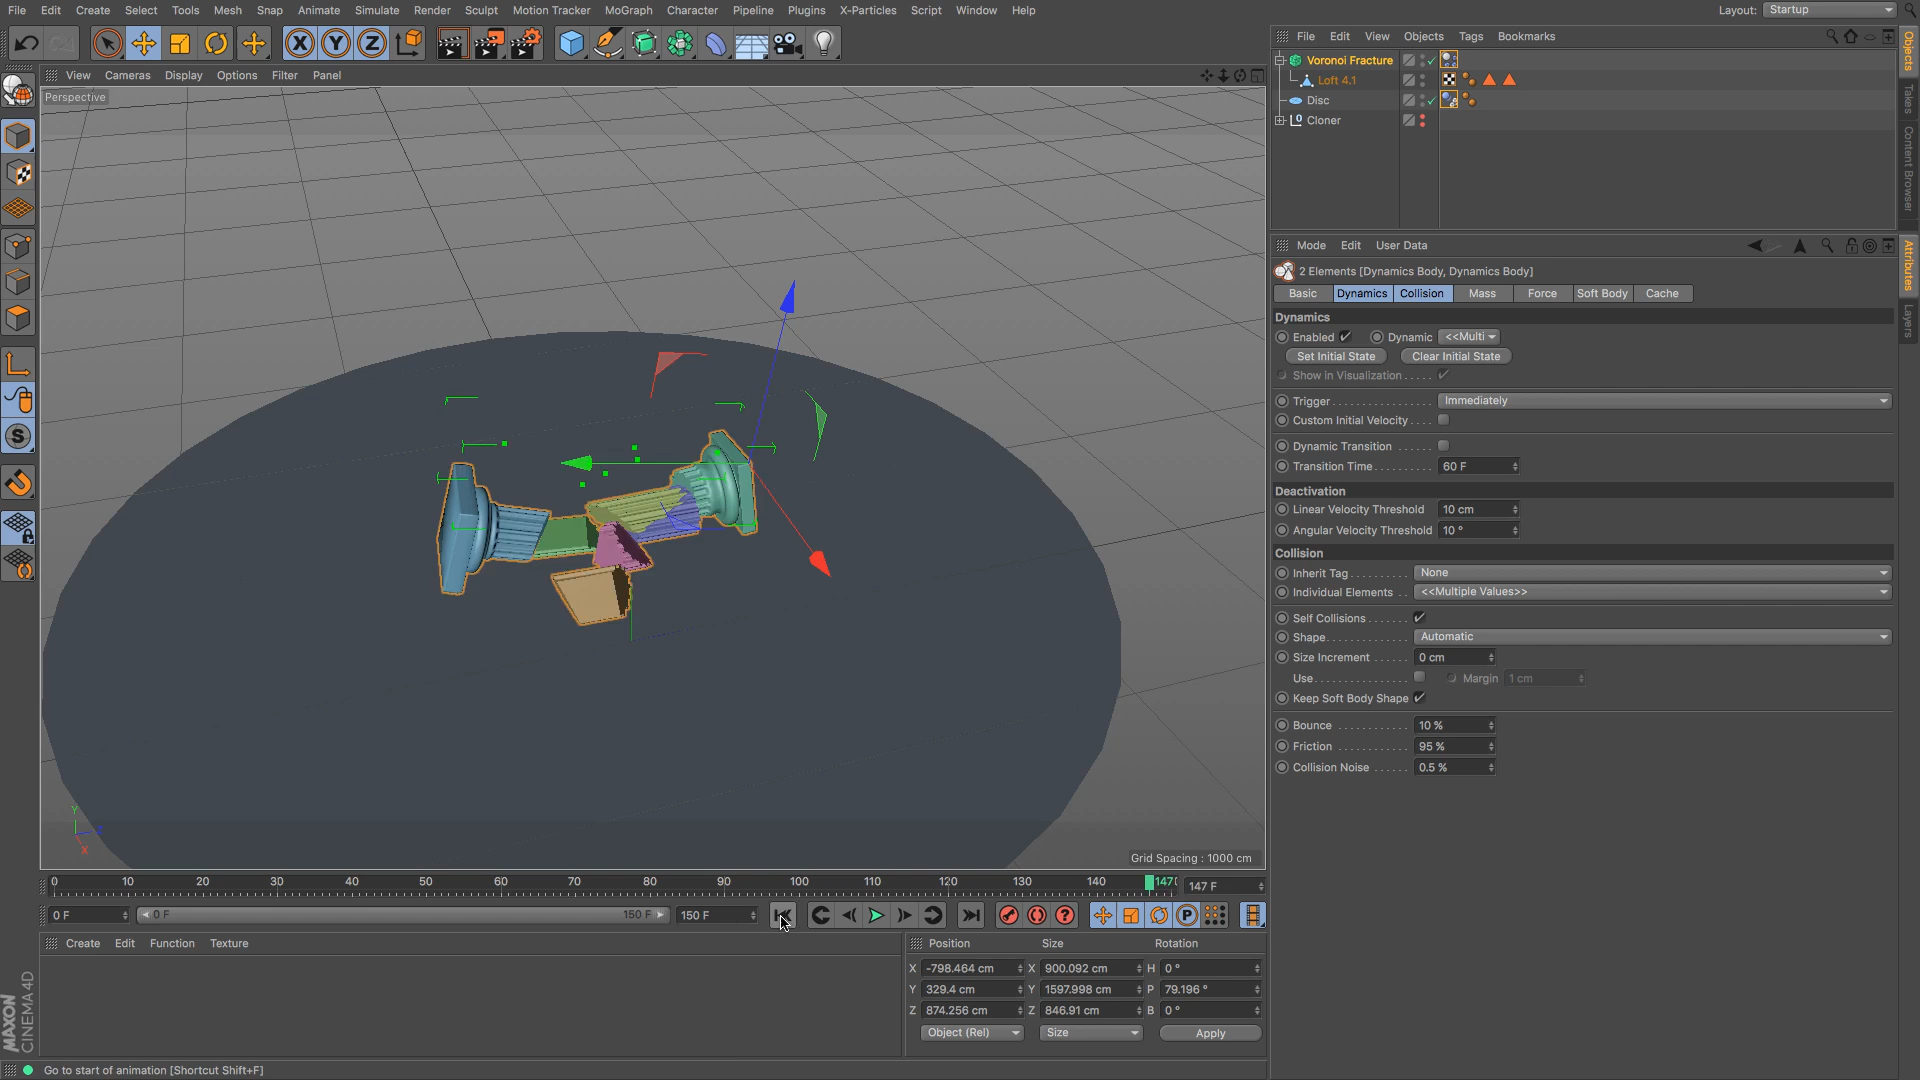 File Edit Create Select Tools Mesh Snap Animate Simulate Render Sculpt Motion Tracker MoGraph Character Pipeline Plugins X-Particles Script Window Help
Layout: Startup
X Y Z
View Cameras Display Options Filter Panel
Perspective
Grid Spacing : 1000 cm
Y
X
File Edit View Objects Tags Bookmarks
Voronoi Fracture
Loft 4.1
Disc
Cloner
Objects
Takes
Content Browser
Attributes
Layers
Mode Edit User Data
2 Elements [Dynamics Body, Dynamics Body]
Basic Dynamics Collision Mass Force Soft Body Cache
Dynamics
Enabled Dynamic <<Multi
Set Initial State Clear Initial State
Show in Visualization
Trigger Immediately
Custom Initial Velocity
Dynamic Transition
Transition Time 60 F
Deactivation
Linear Velocity Threshold 10 cm
Angular Velocity Threshold 10 °
Collision
Inherit Tag None
Individual Elements <<Multiple Values>>
Self Collisions
Shape Automatic
Size Increment 0 cm
Use Margin 1 cm
Keep Soft Body Shape
Bounce 10 %
Friction 95 %
Collision Noise 0.5 %
0 10 20 30 40 50 60 70 80 90 100 110 120 130 140 147 147 F
0 F 0 F 150 F 150 F
Create Edit Function Texture
Position Size Rotation
X -798.464 cm X 900.092 cm H 0 °
Y 329.4 cm Y 1597.998 cm P 79.196 °
Z 874.256 cm Z 846.91 cm B 0 °
Object (Rel) Size Apply
MAXON
CINEMA 4D
Go to start of animation [Shortcut Shift+F]